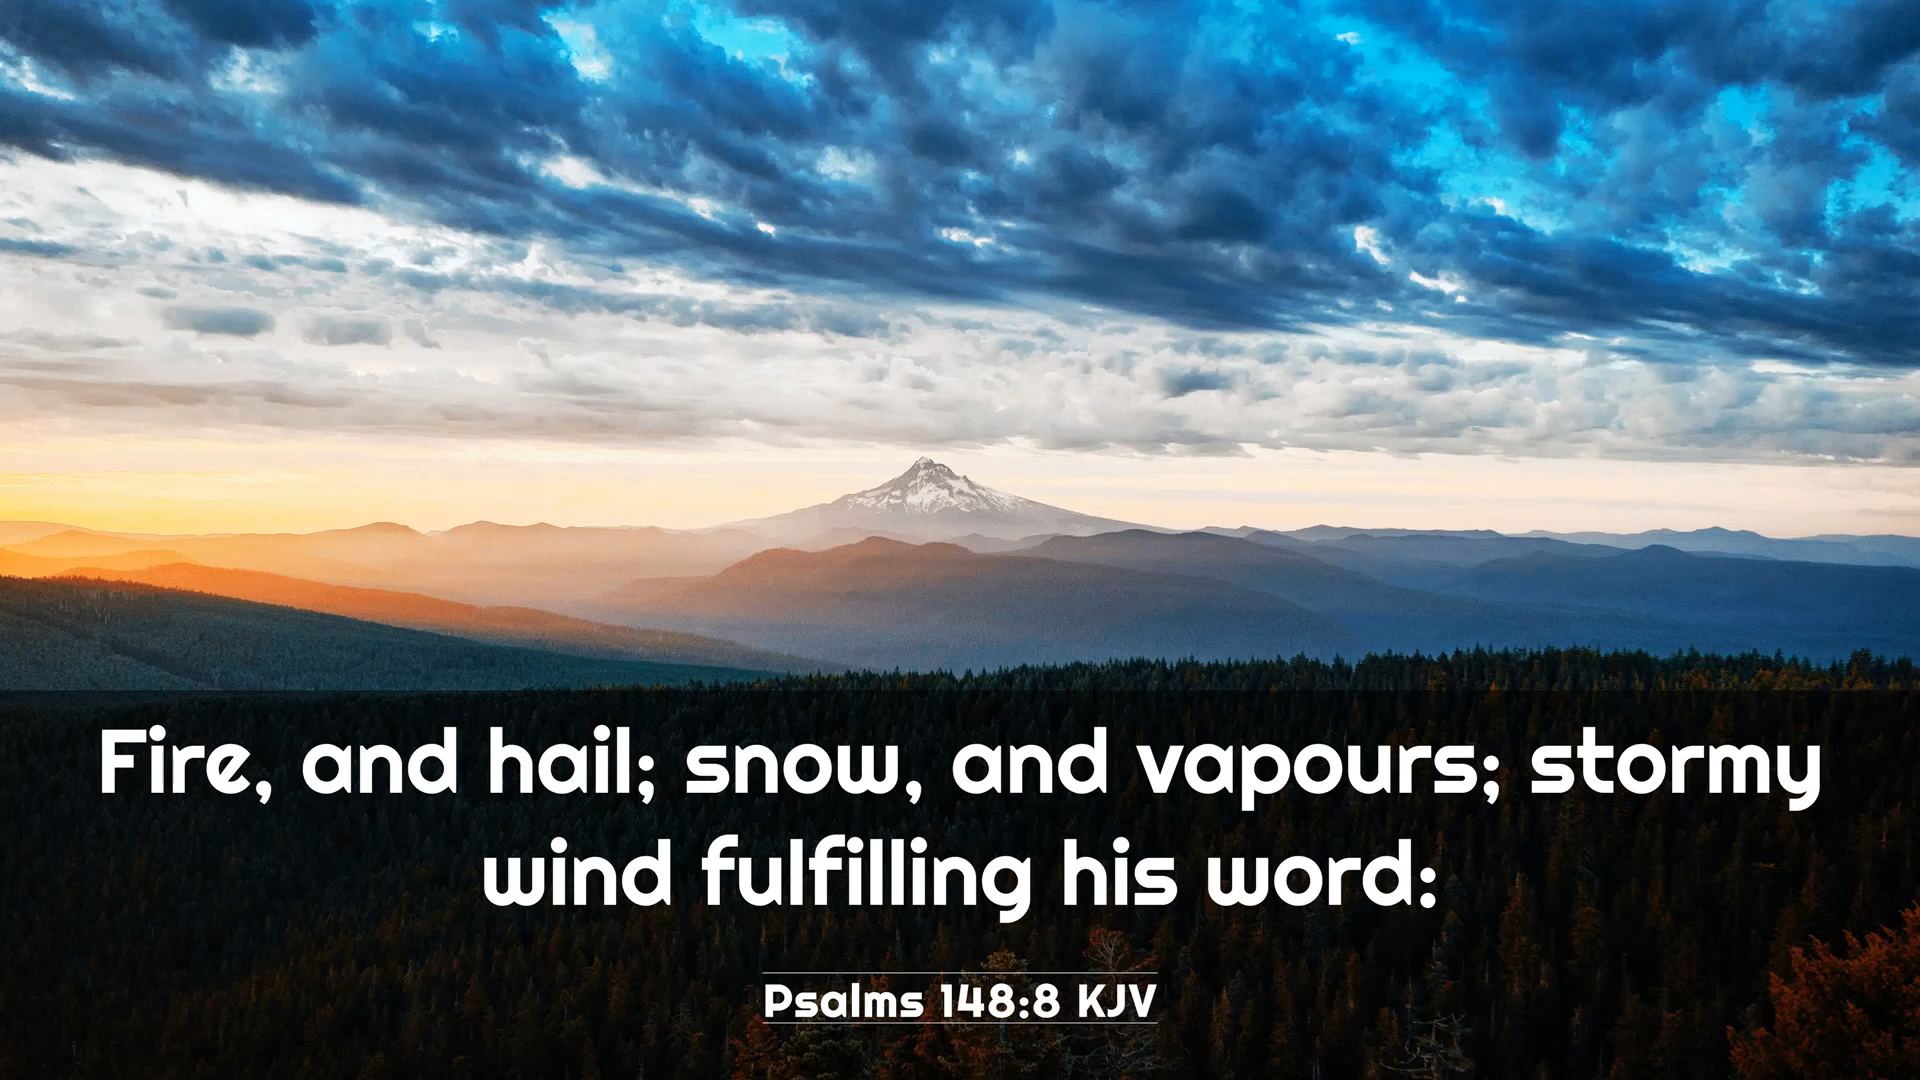 Fire, and hail; snow, and vapours; stormy
wind fulfilling his word:
Psalms 148:8 KJV